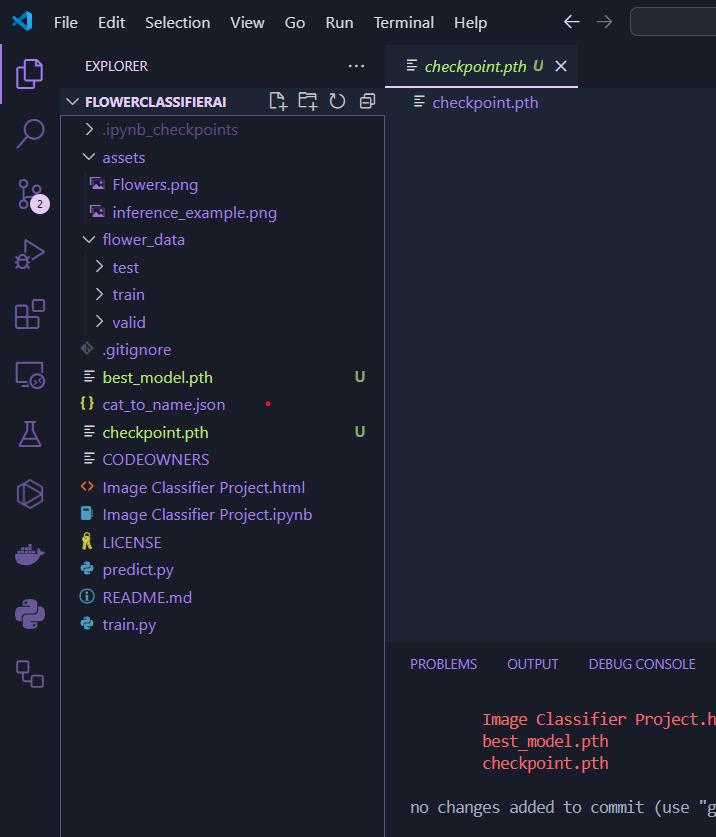 File Edit Selection View Go Run Terminal Help
EXPLORER
checkpoint.pth U
FLOWERCLASSIFIERAI
checkpoint.pth
.ipynb_checkpoints
assets
Flowers.png
inference_example.png
2
flower_data
test
train
valid
.gitignore
best_model.pth U
cat_to_name.json
checkpoint.pth U
CODEOWNERS
Image Classifier Project.html
Image Classifier Project.ipynb
LICENSE
predict.py
README.md
train.py
PROBLEMS OUTPUT DEBUG CONSOLE
Image Classifier Project.h
best_model.pth
checkpoint.pth
no changes added to commit (use "g